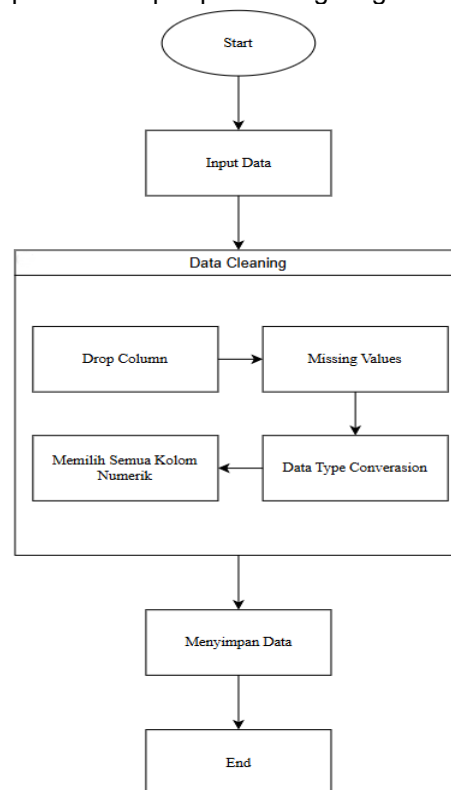 Start
Input Data
Data Cleaning
Drop Column
Missing Values
Memilih Semua Kolom
Numerik
Data Type Converasion
Menyimpan Data
End